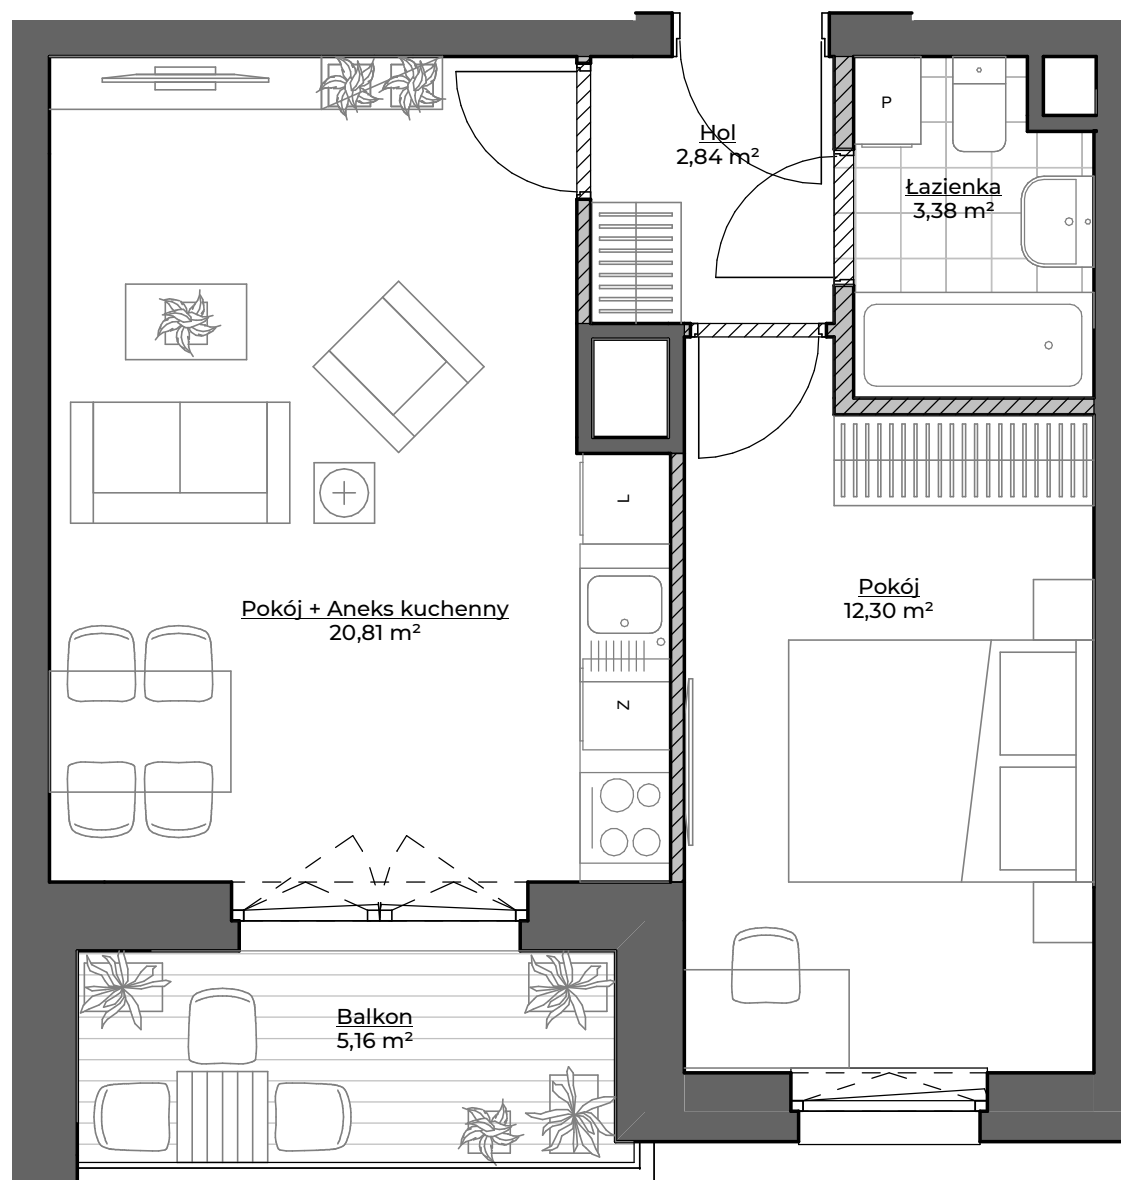 P
Hol
2,84 m²
Łazienka
3,38 m²
L
Pokój
12,30 m²
Pokój + Aneks kuchenny
20,81 m²
Z
Balkon
5,16 m²